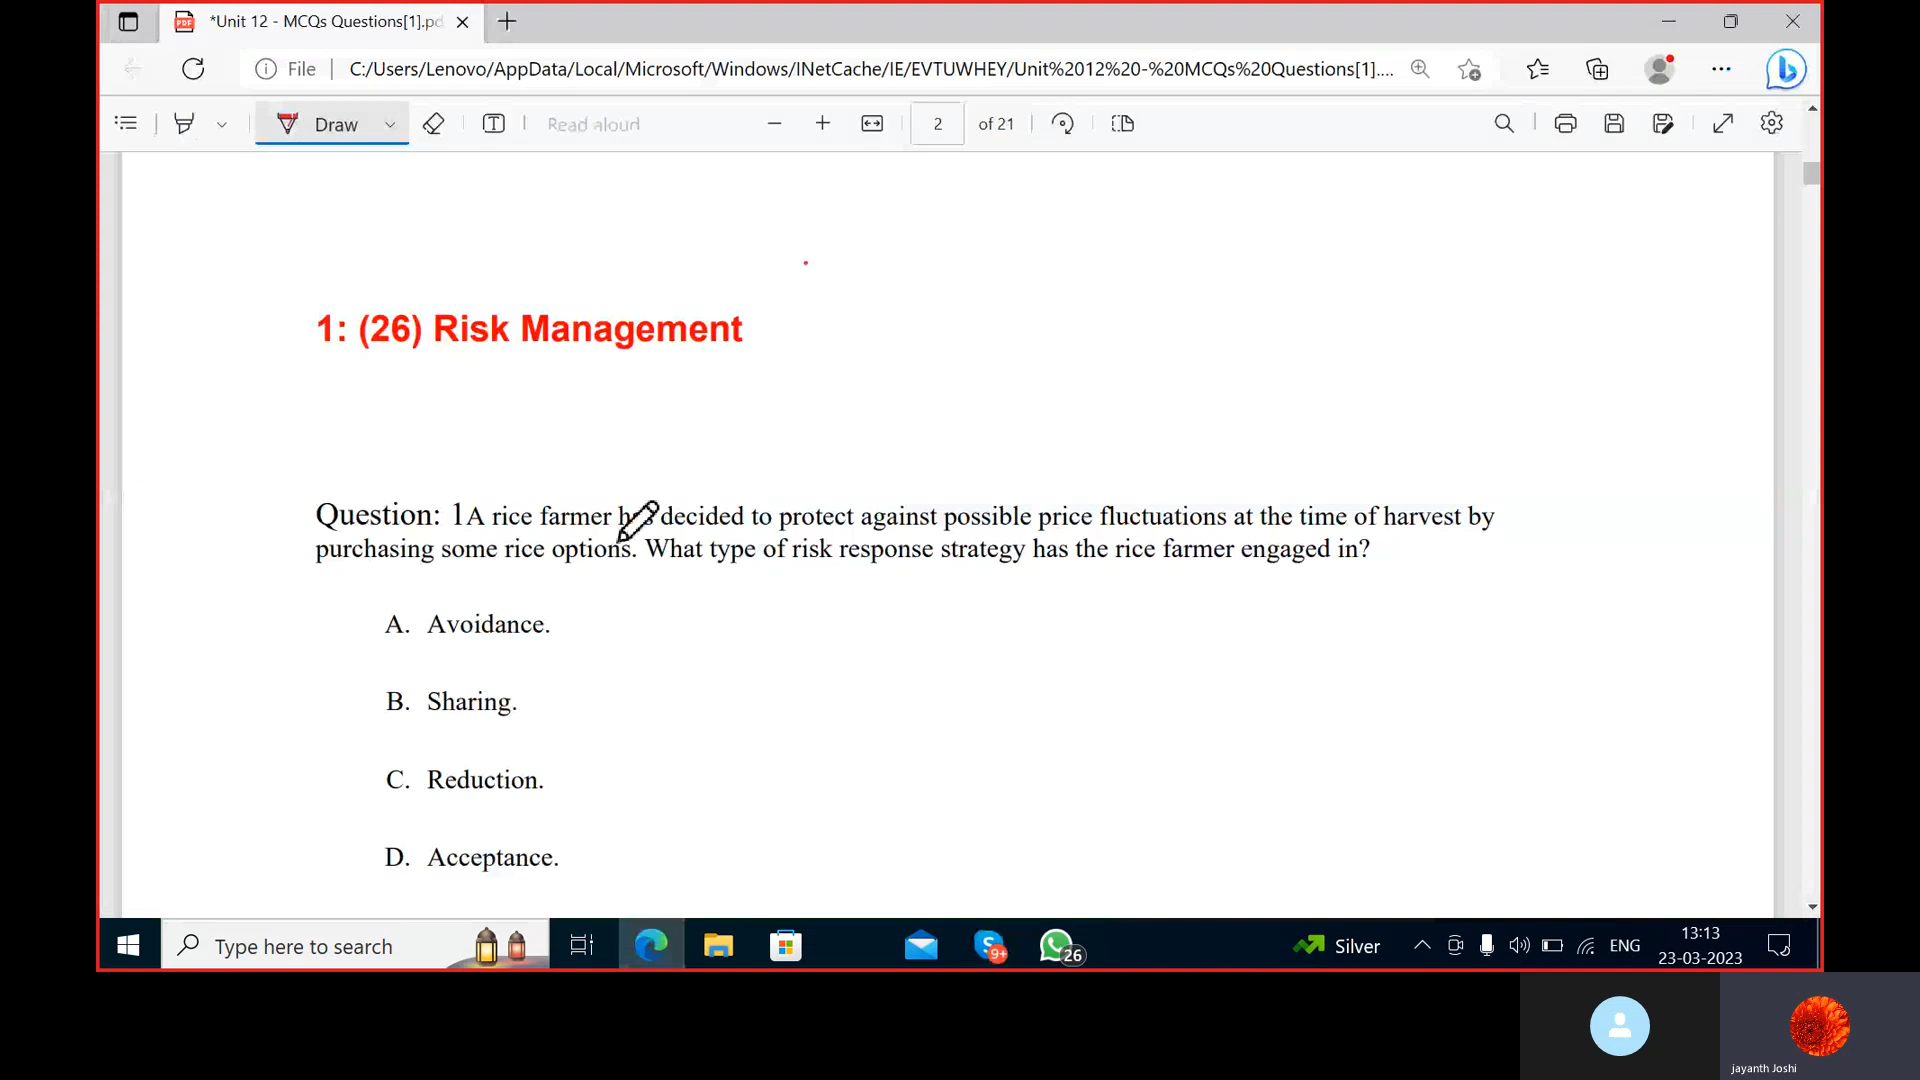 *Unit 12 - MCQs Questions[1].pd
File
C:/Users/Lenovo/AppData/Local/Microsoft/Windows/INetCache/IE/EVTUWHEY/Unit%2012%20-%20MCQs%20Questions[1]....
Draw
Read aloud
2
of 21
1: (26) Risk Management
Question: 1A rice farmer has decided to protect against possible price fluctuations at the time of harvest by
purchasing some rice options. What type of risk response strategy has the rice farmer engaged in?
A. Avoidance.
B. Sharing.
C. Reduction.
D. Acceptance.
Type here to search
9+
26
Silver
ENG
13:13
23-03-2023
jayanth Joshi